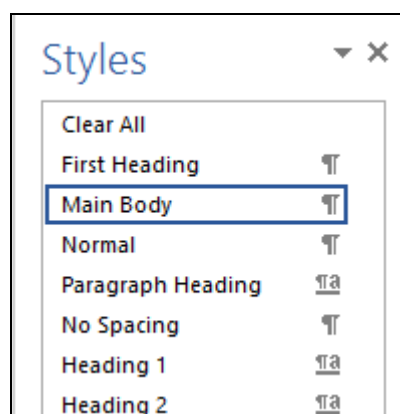 Styles
Clear All
First Heading ¶
Main Body ¶
Normal ¶
Paragraph Heading ¶a
No Spacing ¶
Heading 1 ¶a
Heading 2 ¶a